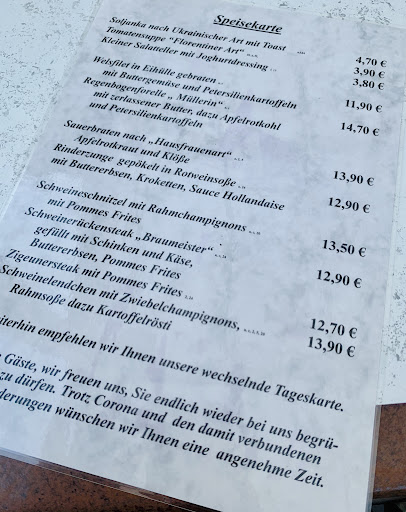 Speisekarte
Soljanka nach Ukrainischer Art mit Toast 4,70 €
Tomatensuppe "Florentiner Art" 3,90 €
Kleiner Salatteller mit Joghurtdressing 3,80 €
Welsfilet in Eihülle gebraten
mit Buttergemüse und Petersilienkartoffeln 11,90 €
Regenbogenforelle „ Müllerin"
mit zerlassener Butter, dazu Apfelrotkohl
und Petersilienkartoffeln 14,70 €
Sauerbraten nach „Hausfrauenart"
Apfelrotkraut und Klöße 13,90 €
Rinderzunge gepökelt in Rotweinsoße
mit Buttererbsen, Kroketten, Sauce Hollandaise 12,90 €
Schweineschnitzel mit Rahmchampignons
mit Pommes Frites 13,50 €
Schweinerückensteak „Braumeister"
gefüllt mit Schinken und Käse,
Buttererbsen, Pommes Frites 12,90 €
Zigeunersteak mit Pommes Frites 12,70 €
Schweinelendchen mit Zwiebelchampignons,
Rahmsoße dazu Kartoffelrösti 13,90 €
iterhin empfehlen wir Ihnen unsere wechselnde Tageskarte.
Gäste, wir freuen uns, Sie endlich wieder bei uns begrü-
zu dürfen. Trotz Corona und den damit verbundenen
derungen wünschen wir Ihnen eine angenehme Zeit.